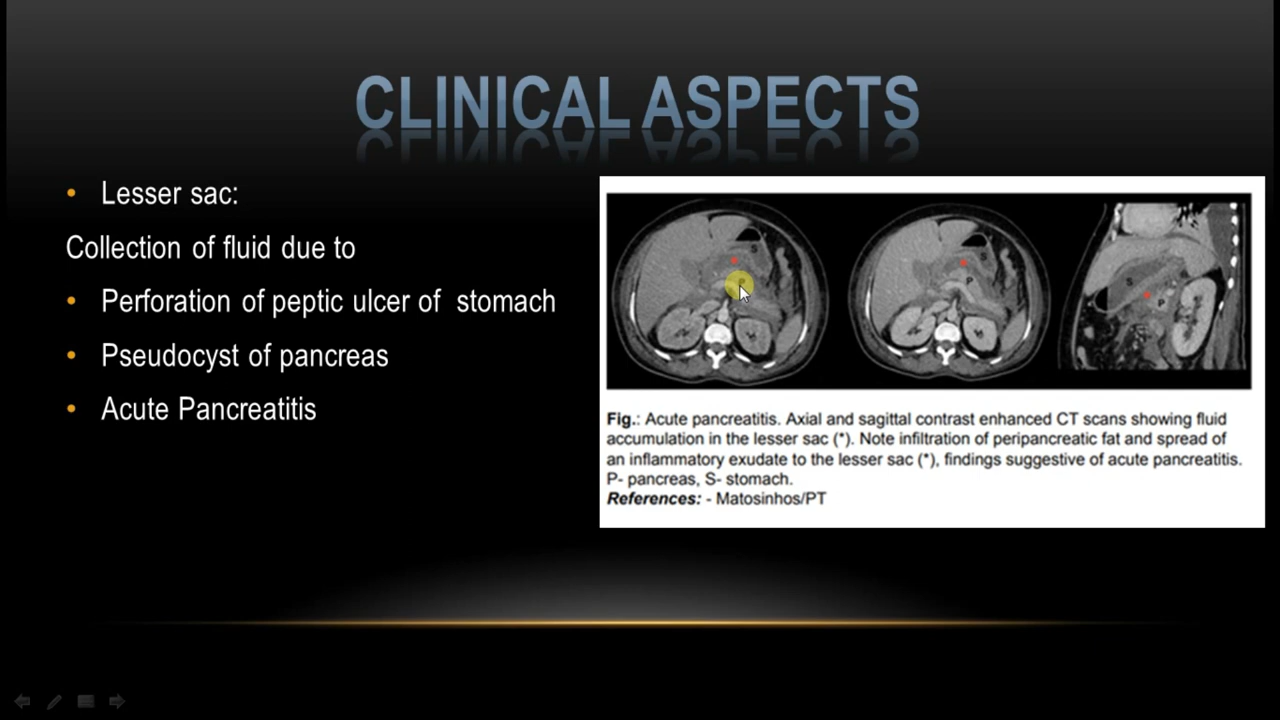 CLINICAL ASPECTS
• Lesser sac:
Collection of fluid due to
• Perforation of peptic ulcer of stomach
• Pseudocyst of pancreas
• Acute Pancreatitis
S
S P
S P
Fig.: Acute pancreatitis. Axial and sagittal contrast enhanced CT scans showing fluid
accumulation in the lesser sac (*). Note infiltration of peripancreatic fat and spread of
an inflammatory exudate to the lesser sac (*), findings suggestive of acute pancreatitis.
P- pancreas, S- stomach.
References: - Matosinhos/PT